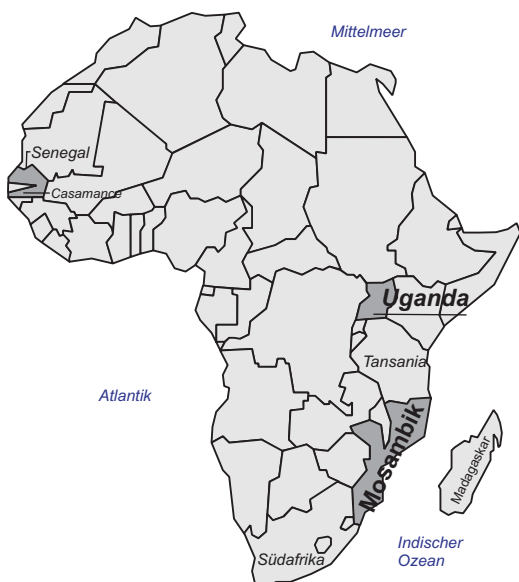 Mittelmeer
Senegal
Casamance
Uganda
Tansania
Atlantik
Mosambik
Madagaskar
Indischer
Ozean
Südafrika